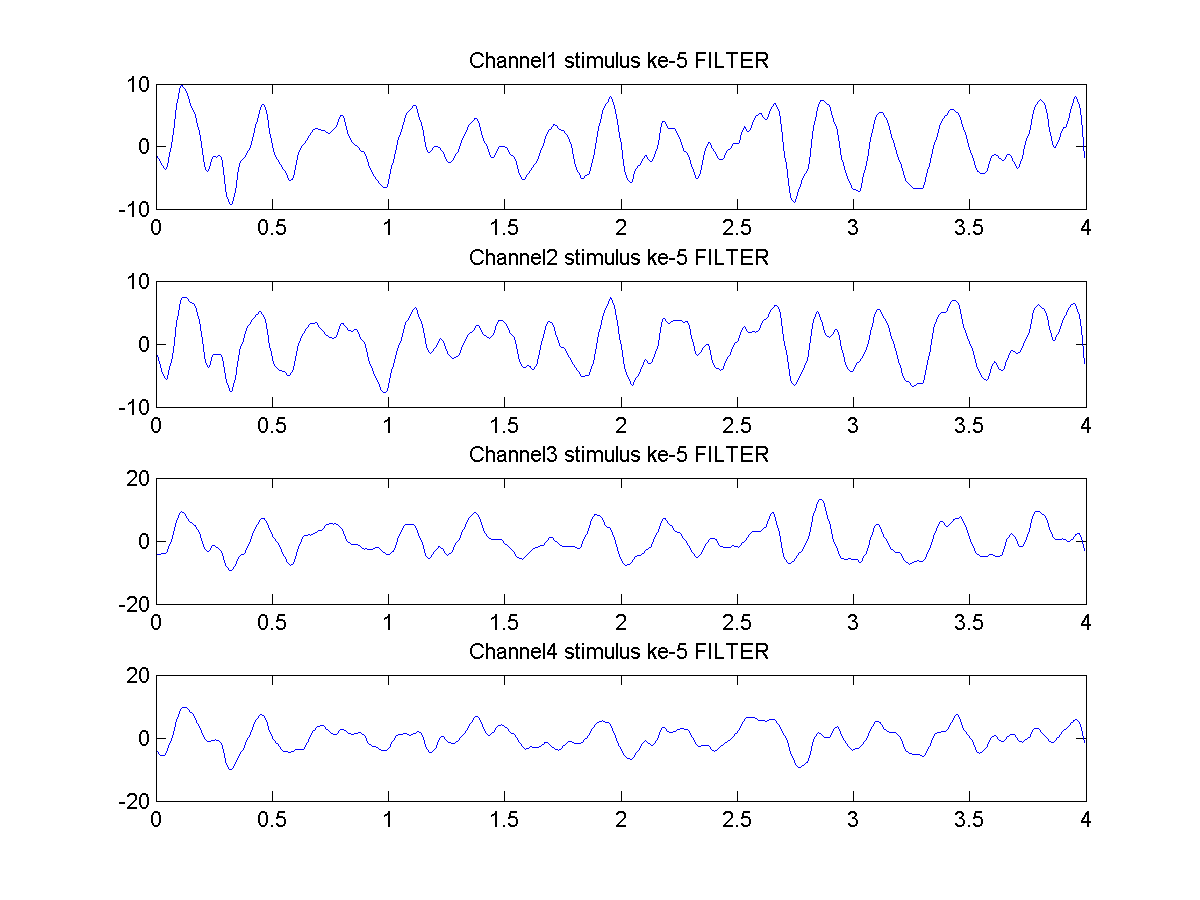 Channel1 stimulus ke-5 FILTER
10
0
-10
0 0.5 1 1.5 2 2.5 3 3.5 4
Channel2 stimulus ke-5 FILTER
10
0
-10
0 0.5 1 1.5 2 2.5 3 3.5 4
Channel3 stimulus ke-5 FILTER
20
0
-20
0 0.5 1 1.5 2 2.5 3 3.5 4
Channel4 stimulus ke-5 FILTER
20
0
-20
0 0.5 1 1.5 2 2.5 3 3.5 4